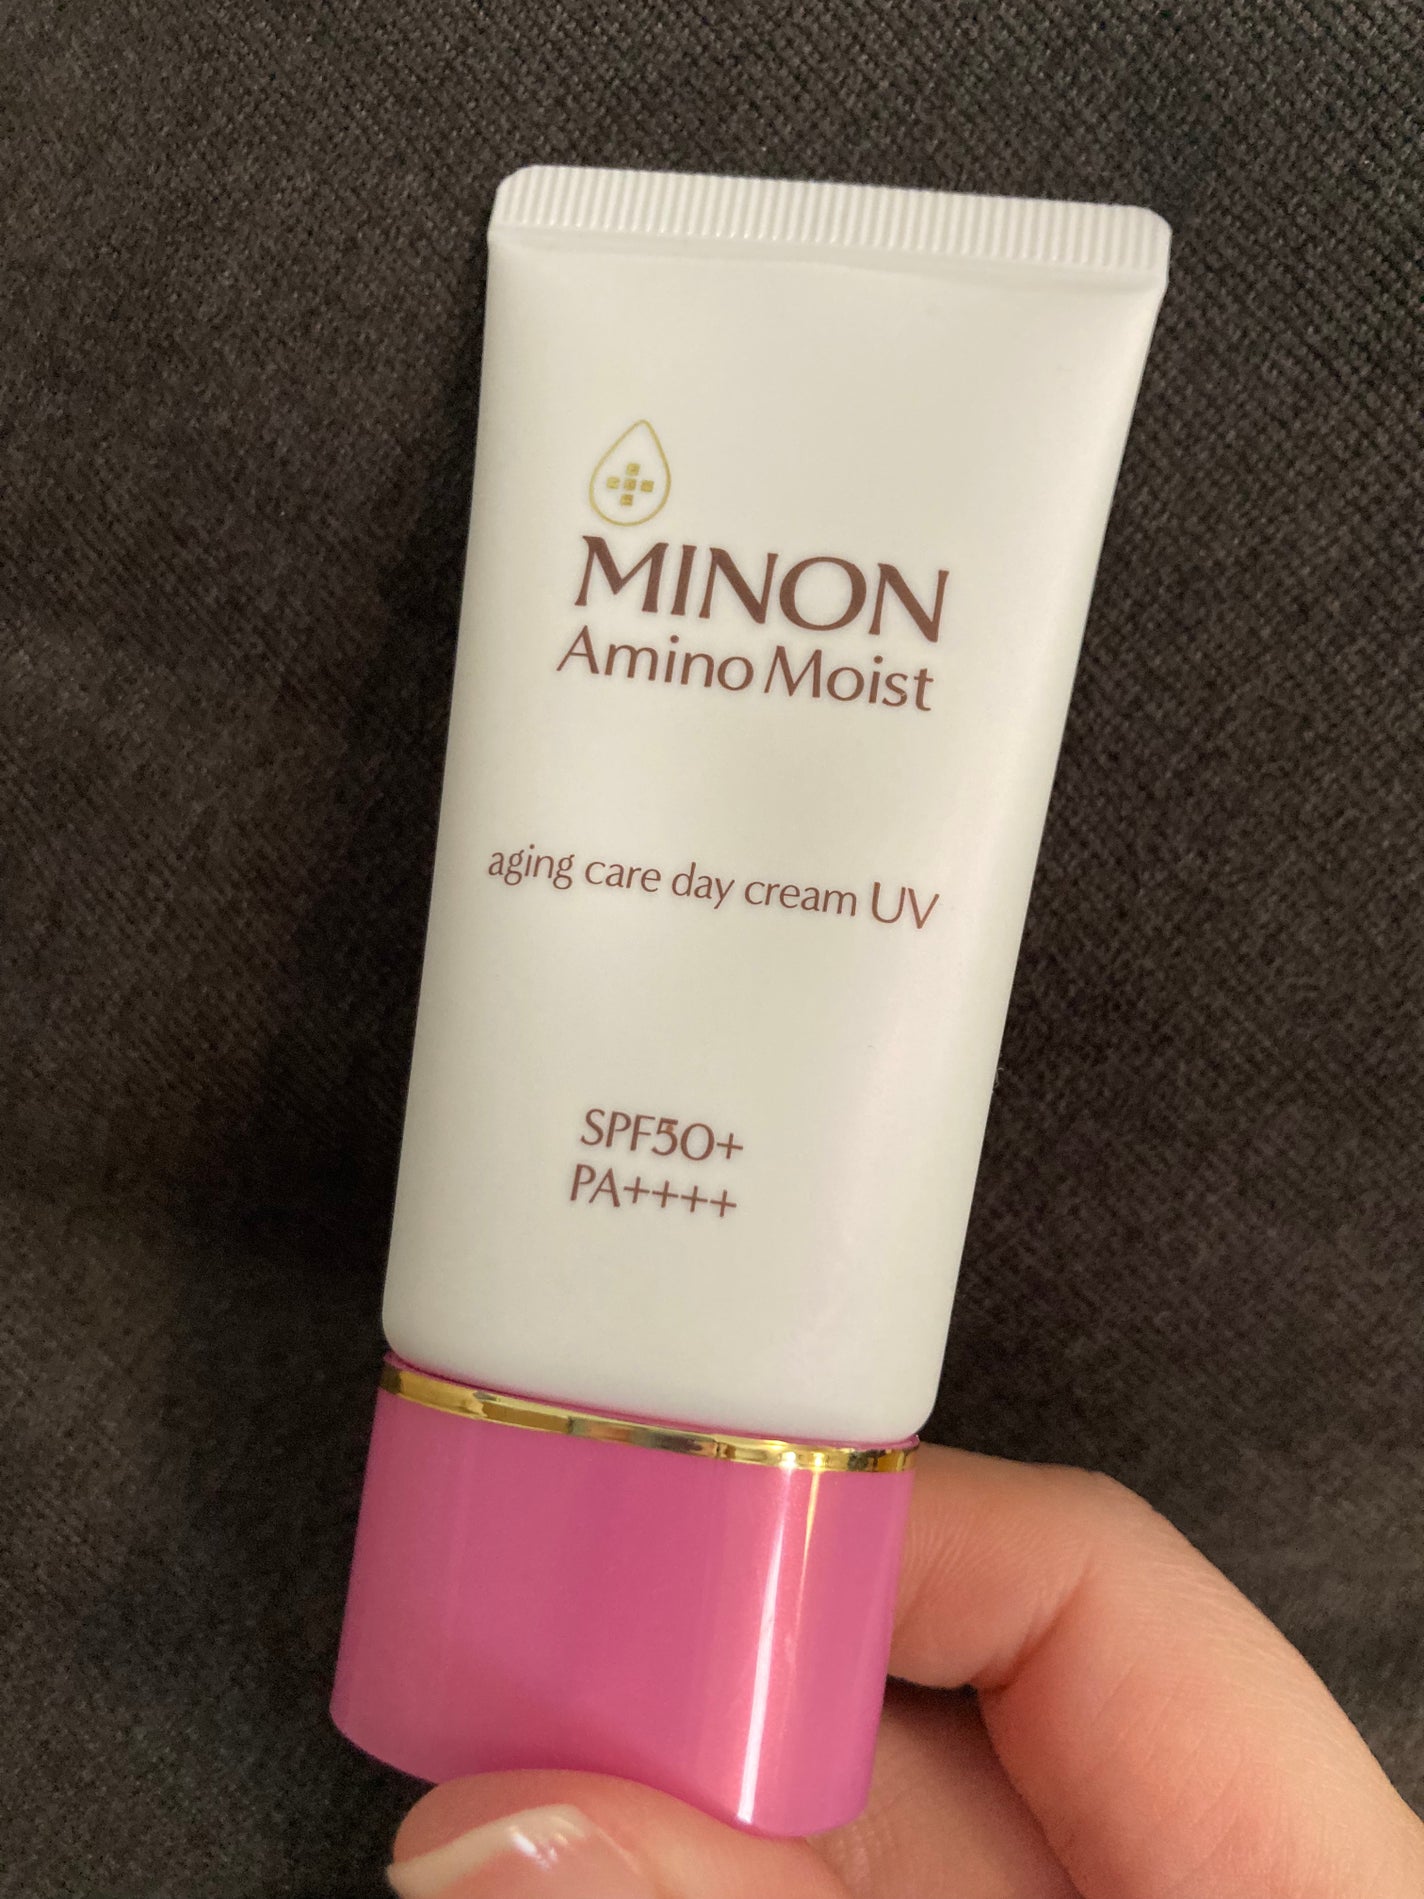 MINON
Amino Moist
aging care day cream UV
SPF50+
PA++++